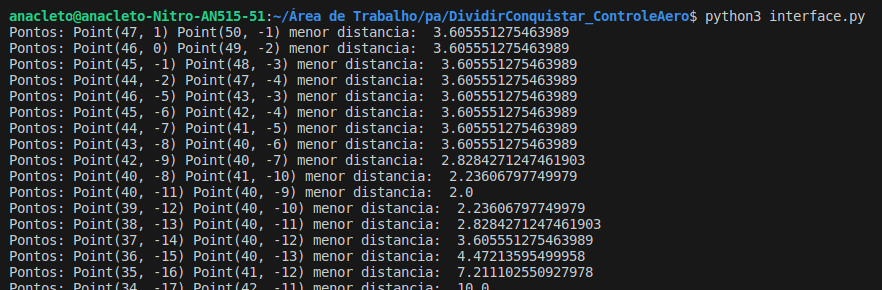 anacleto@anacleto-Nitro-AN515-51:~/Área de Trabalho/pa/DividirConquistar_ControleAero$ python3 interface.py
Pontos: Point(47, 1) Point(50, -1) menor distancia:  3.605551275463989
Pontos: Point(46, 0) Point(49, -2) menor distancia:  3.605551275463989
Pontos: Point(45, -1) Point(48, -3) menor distancia:  3.605551275463989
Pontos: Point(44, -2) Point(47, -4) menor distancia:  3.605551275463989
Pontos: Point(46, -5) Point(43, -3) menor distancia:  3.605551275463989
Pontos: Point(45, -6) Point(42, -4) menor distancia:  3.605551275463989
Pontos: Point(44, -7) Point(41, -5) menor distancia:  3.605551275463989
Pontos: Point(43, -8) Point(40, -6) menor distancia:  3.605551275463989
Pontos: Point(42, -9) Point(40, -7) menor distancia:  2.8284271247461903
Pontos: Point(40, -8) Point(41, -10) menor distancia:  2.23606797749979
Pontos: Point(40, -11) Point(40, -9) menor distancia:  2.0
Pontos: Point(39, -12) Point(40, -10) menor distancia:  2.23606797749979
Pontos: Point(38, -13) Point(40, -11) menor distancia:  2.8284271247461903
Pontos: Point(37, -14) Point(40, -12) menor distancia:  3.605551275463989
Pontos: Point(36, -15) Point(40, -13) menor distancia:  4.47213595499958
Pontos: Point(35, -16) Point(41, -12) menor distancia:  7.211102550927978
Pontos: Point(34, -17) Point(42, -11) menor distancia:  10.0